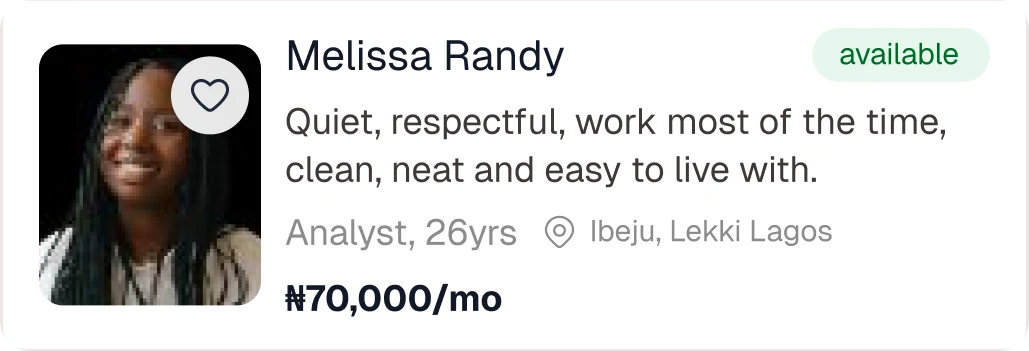 Melissa Randy
available
Quiet, respectful, work most of the time,
clean, neat and easy to live with.
Analyst, 26yrs
Ibeju, Lekki Lagos
₦70,000/mo